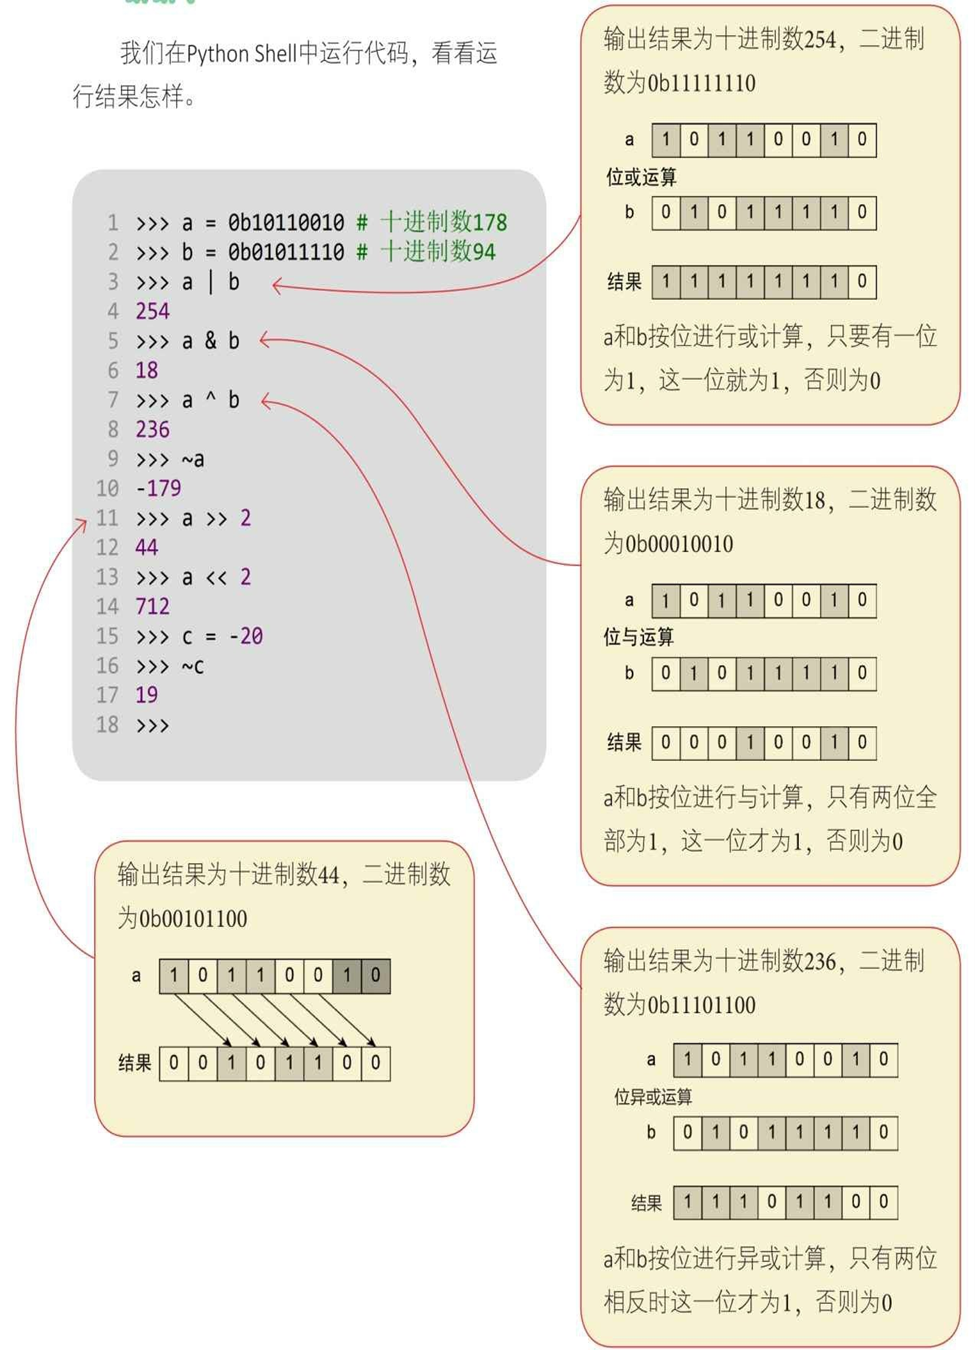 我们在Python Shell中运行代码，看看运
行结果怎样。
1 >>> a = 0b10110010 # 十进制数178
2 >>> b = 0b01011110 # 十进制数94
3 >>> a | b
4 254
5 >>> a & b
6 18
7 >>> a ^ b
8 236
9 >>> ~a
10 -179
11 >>> a >> 2
12 44
13 >>> a << 2
14 712
15 >>> c = -20
16 >>> ~c
17 19
18 >>>
输出结果为十进制数254，二进制
数为0b11111110
a 1 0 1 1 0 0 1 0
位或运算
b 0 1 0 1 1 1 1 0
结果 1 1 1 1 1 1 1 0
a和b按位进行或计算，只要有一位
为1，这一位就为1，否则为0
输出结果为十进制数18，二进制数
为0b00010010
a 1 0 1 1 0 0 1 0
位与运算
b 0 1 0 1 1 1 1 0
结果 0 0 0 1 0 0 1 0
a和b按位进行与计算，只有两位全
部为1，这一位才为1，否则为0
输出结果为十进制数44，二进制数
为0b00101100
a 1 0 1 1 0 0 1 0
结果 0 0 1 0 1 1 0 0
输出结果为十进制数236，二进制
数为0b11101100
a 1 0 1 1 0 0 1 0
位异或运算
b 0 1 0 1 1 1 1 0
结果 1 1 1 0 1 1 0 0
a和b按位进行异或计算，只有两位
相反时这一位才为1，否则为0